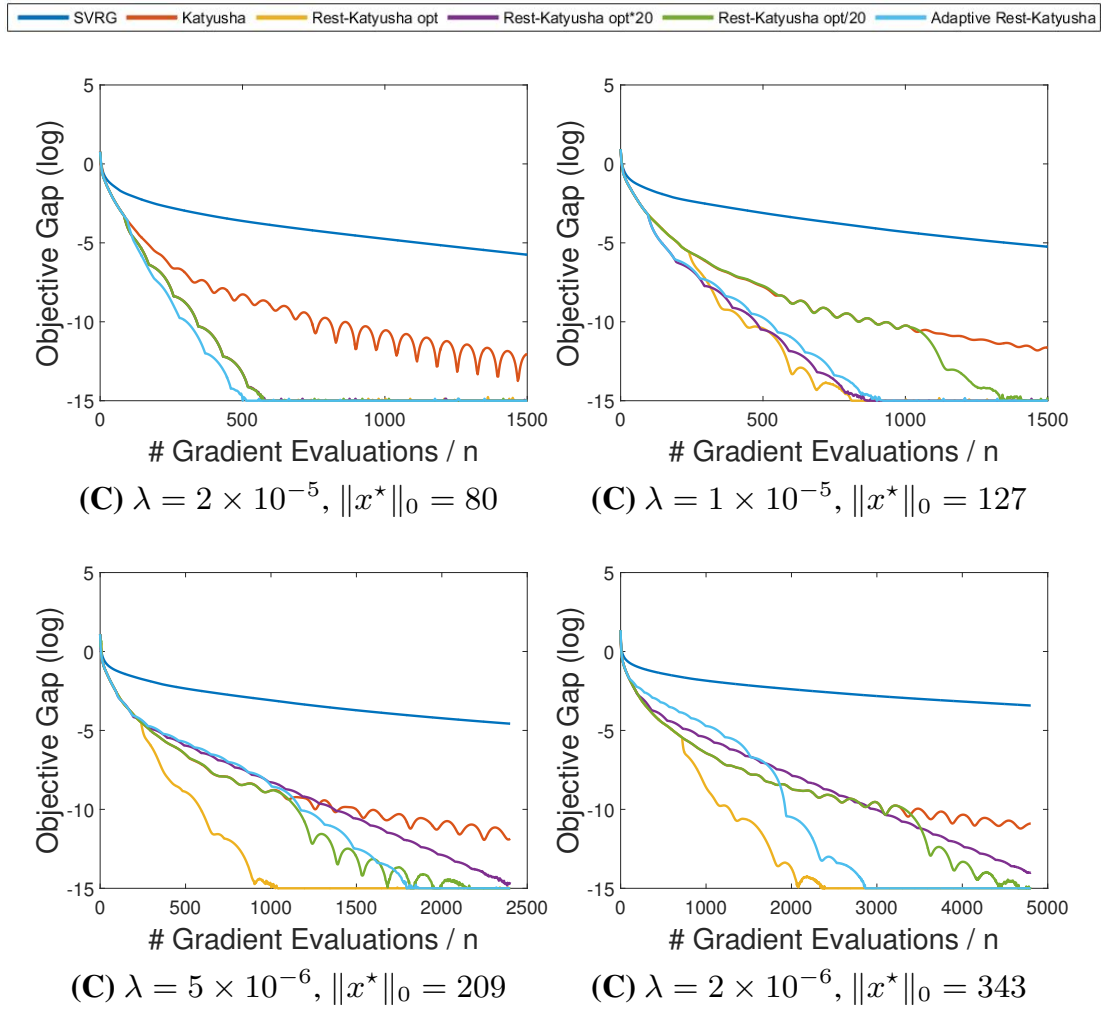 SVRG Katyusha Rest-Katyusha opt Rest-Katyusha opt*20 Rest-Katyusha opt/20 Adaptive Rest-Katyusha
5
0
-5
-10
-15
Objective Gap (log)
0 500 1000 1500
# Gradient Evaluations / n
(C) λ = 2 × 10⁻⁵, ‖x⋆‖₀ = 80
5
0
-5
-10
-15
Objective Gap (log)
0 500 1000 1500
# Gradient Evaluations / n
(C) λ = 1 × 10⁻⁵, ‖x⋆‖₀ = 127
5
0
-5
-10
-15
Objective Gap (log)
0 500 1000 1500 2000 2500
# Gradient Evaluations / n
(C) λ = 5 × 10⁻⁶, ‖x⋆‖₀ = 209
5
0
-5
-10
-15
Objective Gap (log)
0 1000 2000 3000 4000 5000
# Gradient Evaluations / n
(C) λ = 2 × 10⁻⁶, ‖x⋆‖₀ = 343